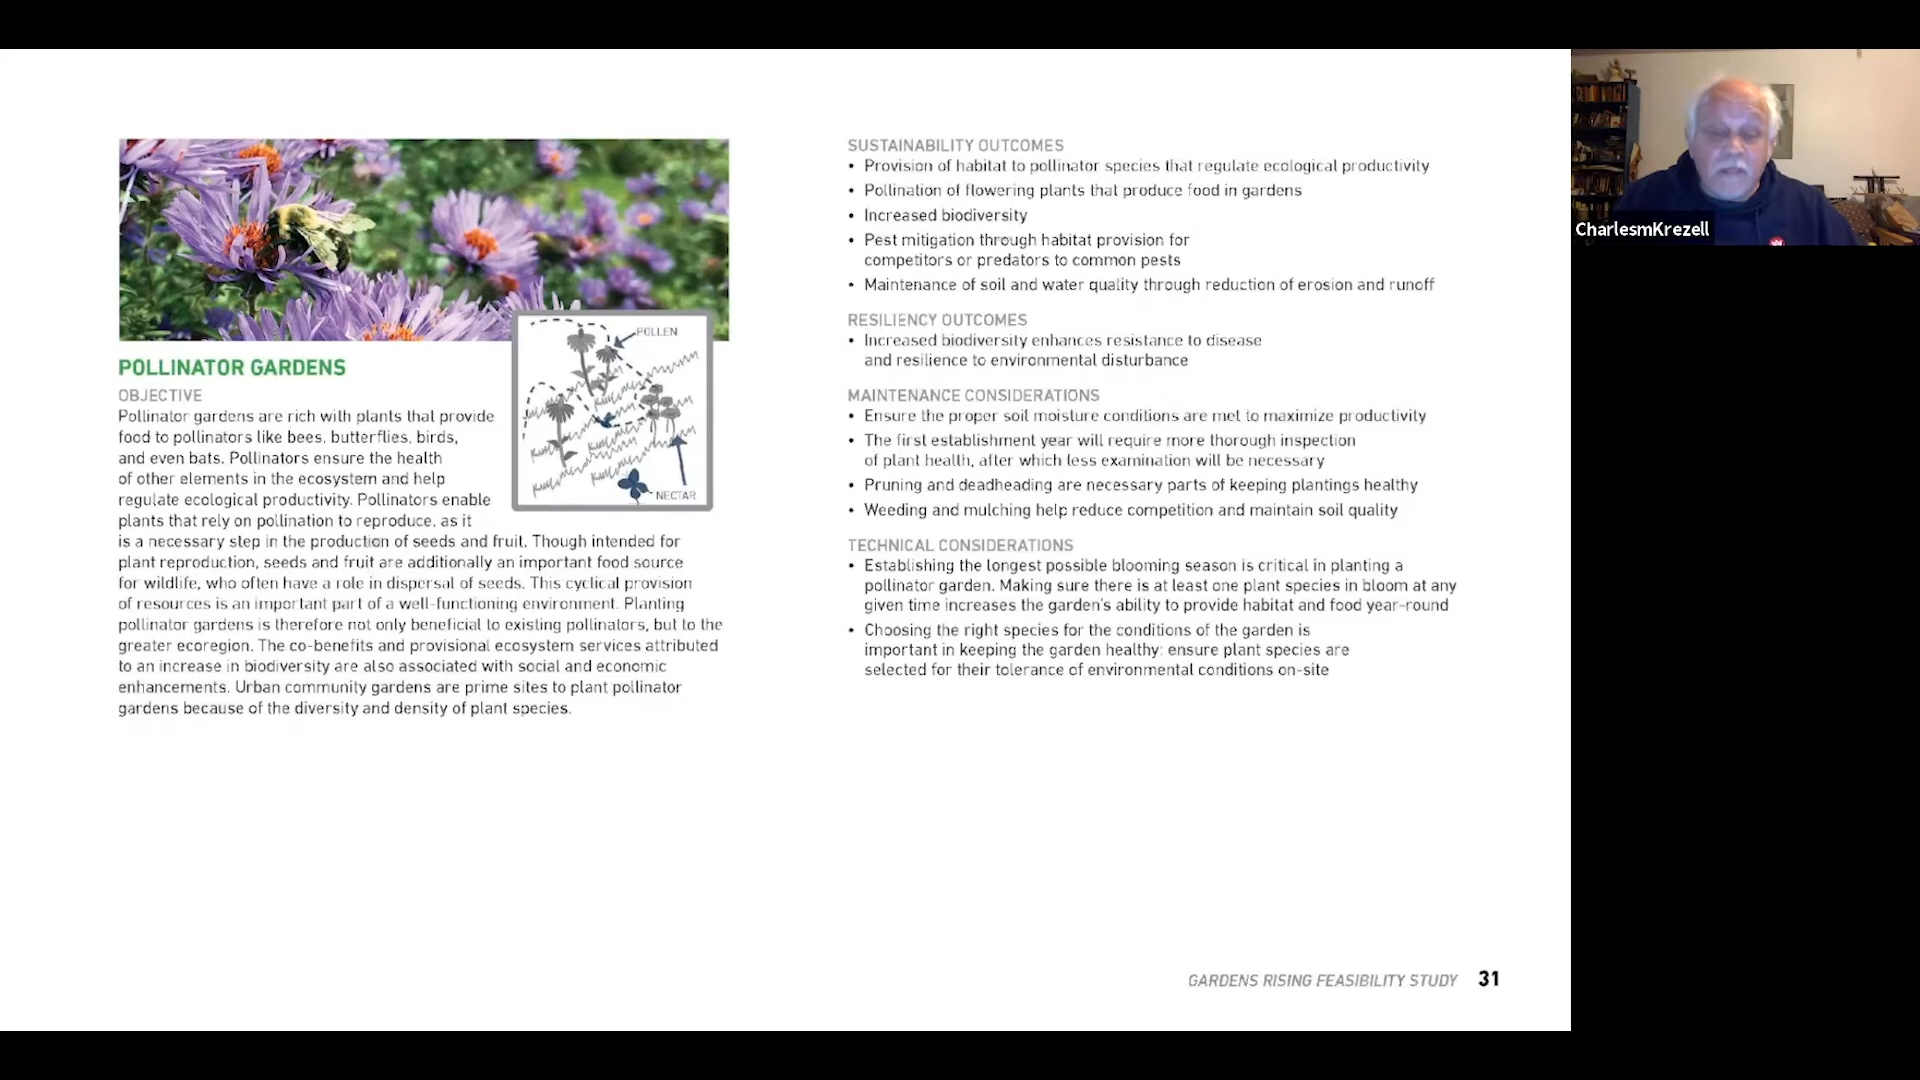 POLLEN
NECTAR
POLLINATOR GARDENS
OBJECTIVE
Pollinator gardens are rich with plants that provide
food to pollinators like bees, butterflies, birds,
and even bats. Pollinators ensure the health
of other elements in the ecosystem and help
regulate ecological productivity. Pollinators enable
plants that rely on pollination to reproduce, as it
is a necessary step in the production of seeds and fruit. Though intended for
plant reproduction, seeds and fruit are additionally an important food source
for wildlife, who often have a role in dispersal of seeds. This cyclical provision
of resources is an important part of a well-functioning environment. Planting
pollinator gardens is therefore not only beneficial to existing pollinators, but to the
greater ecoregion. The co-benefits and provisional ecosystem services attributed
to an increase in biodiversity are also associated with social and economic
enhancements. Urban community gardens are prime sites to plant pollinator
gardens because of the diversity and density of plant species.
SUSTAINABILITY OUTCOMES
• Provision of habitat to pollinator species that regulate ecological productivity
• Pollination of flowering plants that produce food in gardens
• Increased biodiversity
• Pest mitigation through habitat provision for
competitors or predators to common pests
• Maintenance of soil and water quality through reduction of erosion and runoff
RESILIENCY OUTCOMES
• Increased biodiversity enhances resistance to disease
and resilience to environmental disturbance
MAINTENANCE CONSIDERATIONS
• Ensure the proper soil moisture conditions are met to maximize productivity
• The first establishment year will require more thorough inspection
of plant health, after which less examination will be necessary
• Pruning and deadheading are necessary parts of keeping plantings healthy
• Weeding and mulching help reduce competition and maintain soil quality
TECHNICAL CONSIDERATIONS
• Establishing the longest possible blooming season is critical in planting a
pollinator garden. Making sure there is at least one plant species in bloom at any
given time increases the garden's ability to provide habitat and food year-round
• Choosing the right species for the conditions of the garden is
important in keeping the garden healthy: ensure plant species are
selected for their tolerance of environmental conditions on-site
GARDENS RISING FEASIBILITY STUDY 31
CharlesmKrezell